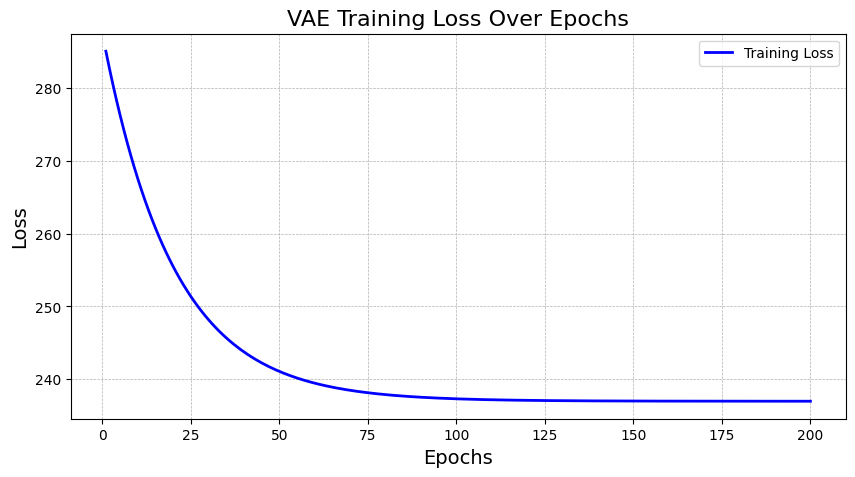 VAE Training Loss Over Epochs
Training Loss
Loss
280
270
260
250
240
0 25 50 75 100 125 150 175 200
Epochs